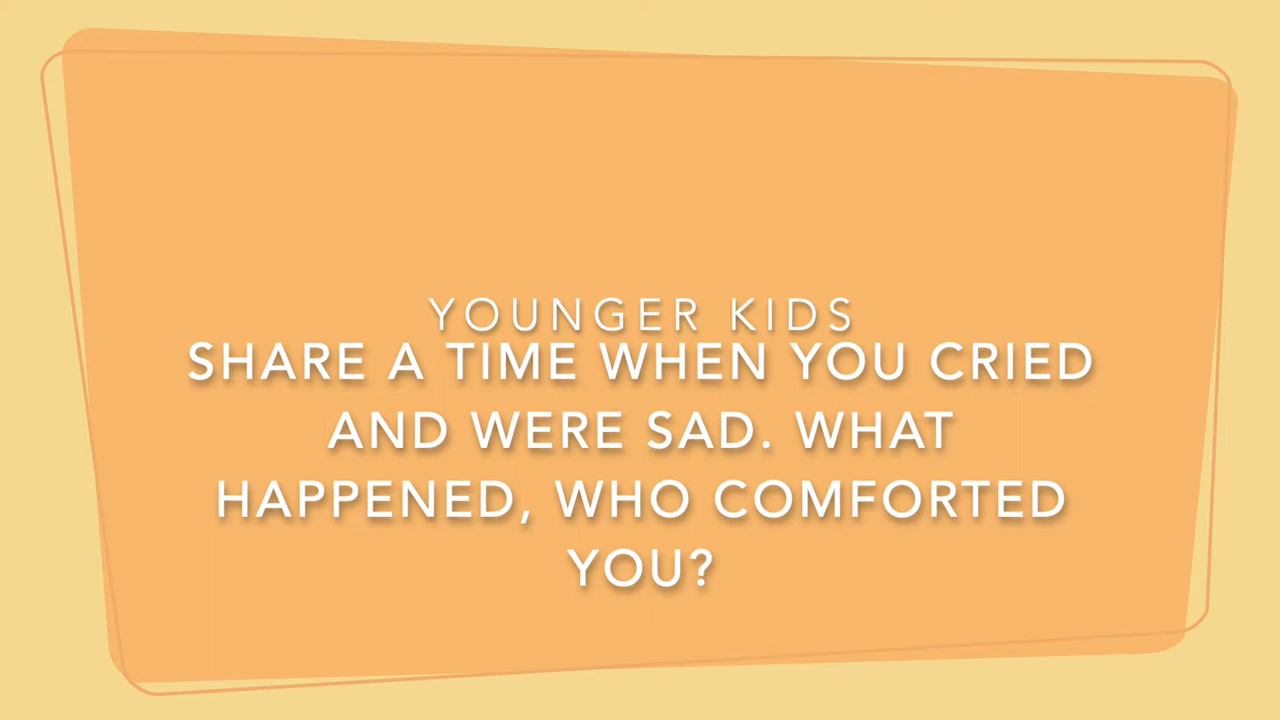 YOUNGER KIDS
SHARE A TIME WHEN YOU CRIED
AND WERE SAD. WHAT
HAPPENED, WHO COMFORTED
YOU?